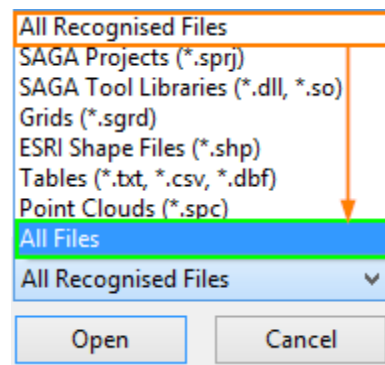 All Recognised Files
SAGA Projects (*.sprj)
SAGA Tool Libraries (*.dll, *.so)
Grids (*.sgrd)
ESRI Shape Files (*.shp)
Tables (*.txt, *.csv, *.dbf)
Point Clouds (*.spc)
All Files
All Recognised Files
Open Cancel